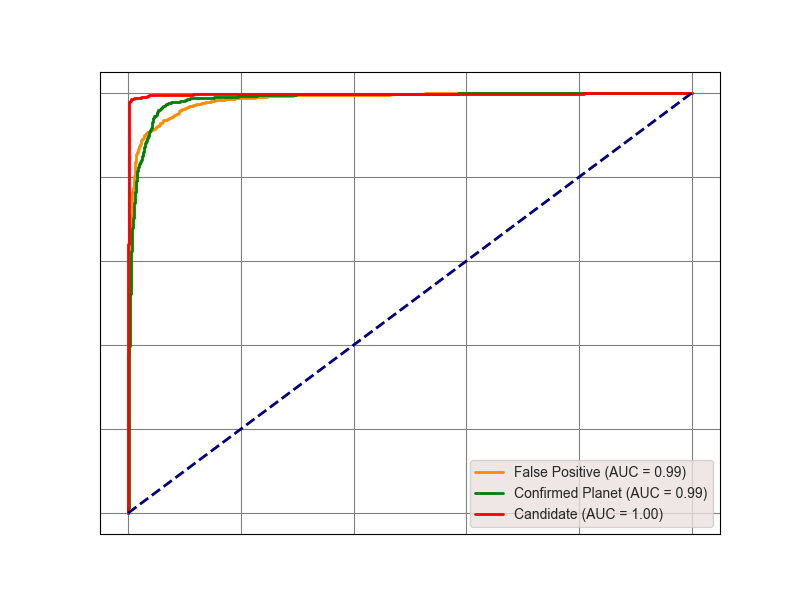 False Positive (AUC = 0.99)
Confirmed Planet (AUC = 0.99)
Candidate (AUC = 1.00)